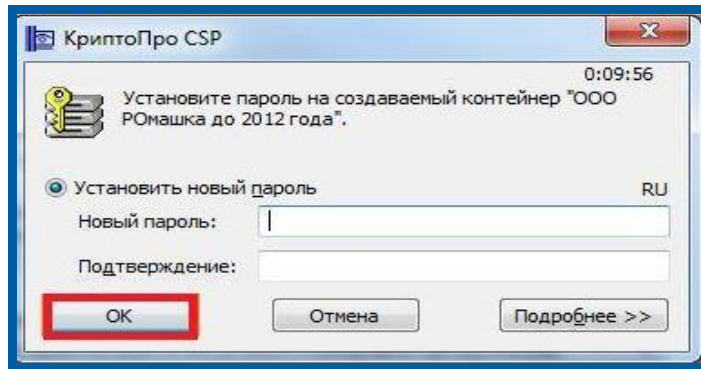 КриптоПро CSP
0:09:56
Установите пароль на создаваемый контейнер "ООО
РОмашка до 2012 года".
Установить новый пароль
RU
Новый пароль:
Подтверждение:
OK
Отмена
Подробнее >>